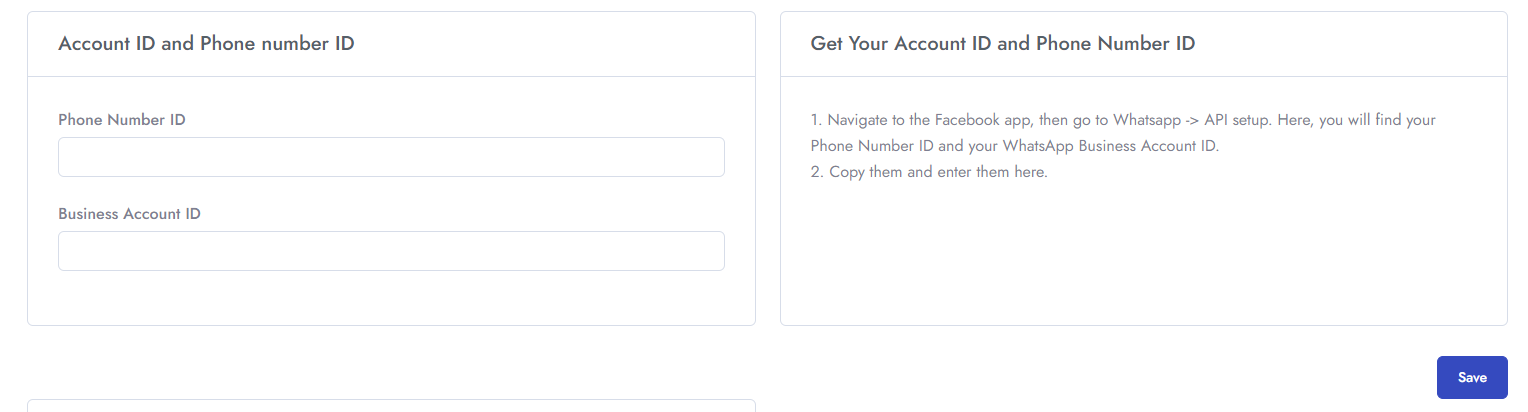 Account ID and Phone number ID
Phone Number ID
Business Account ID
Get Your Account ID and Phone Number ID
1. Navigate to the Facebook app, then go to Whatsapp -> API setup. Here, you will find your
Phone Number ID and your WhatsApp Business Account ID.
2. Copy them and enter them here.
Save